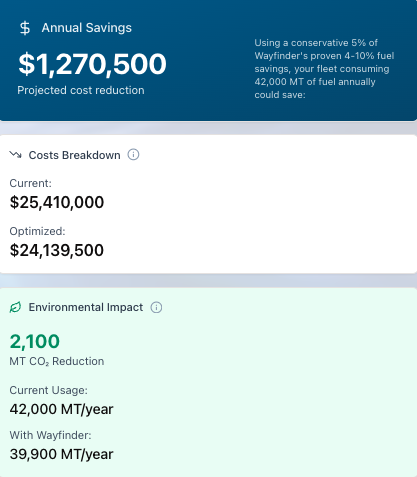 Annual Savings
$1,270,500
Projected cost reduction
Using a conservative 5% of
Wayfinder's proven 4-10% fuel
savings, your fleet consuming
42,000 MT of fuel annually
could save:
Costs Breakdown
Current:
$25,410,000
Optimized:
$24,139,500
Environmental Impact
2,100
MT CO₂ Reduction
Current Usage:
42,000 MT/year
With Wayfinder:
39,900 MT/year